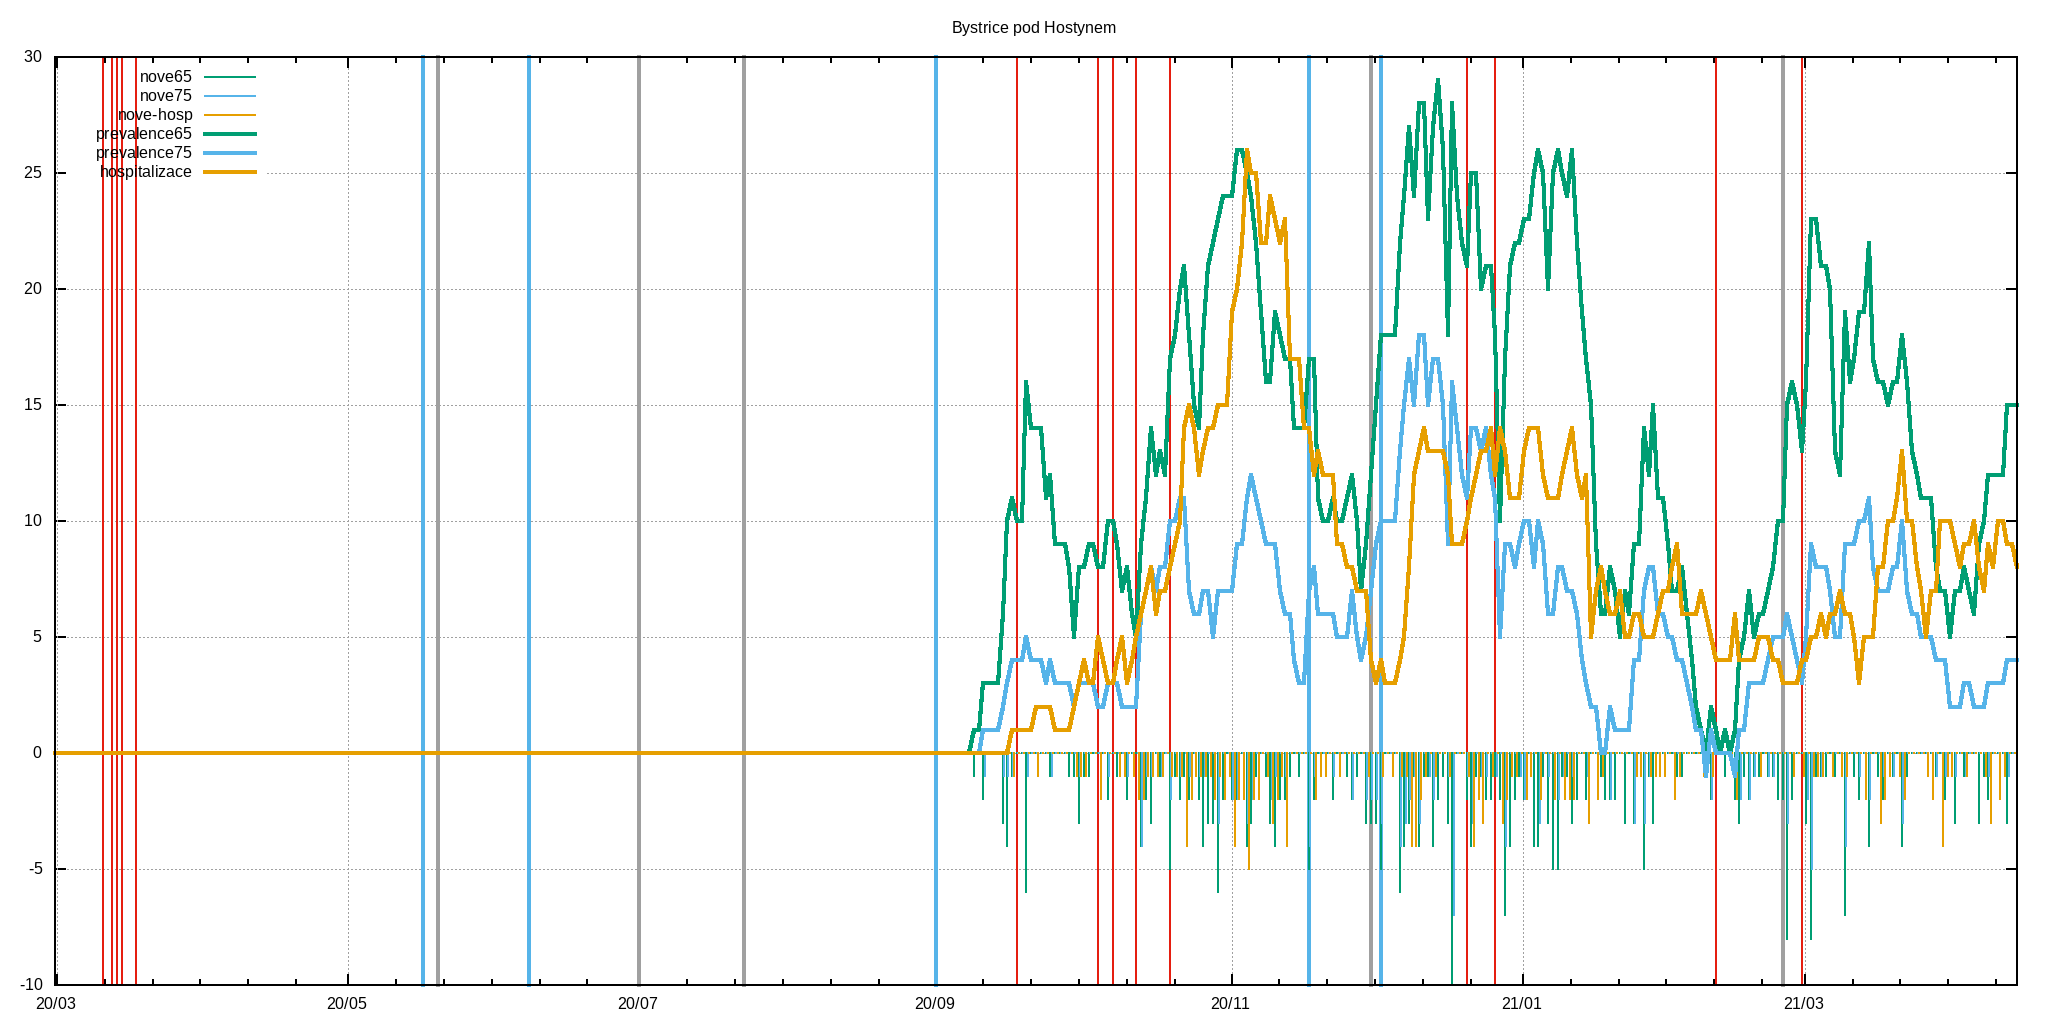 Bystrice pod Hostynem
30
25
20
15
10
5
0
-5
-10
nove65
nove75
nove-hosp
prevalence65
prevalence75
hospitalizace
20/03 20/05 20/07 20/09 20/11 21/01 21/03